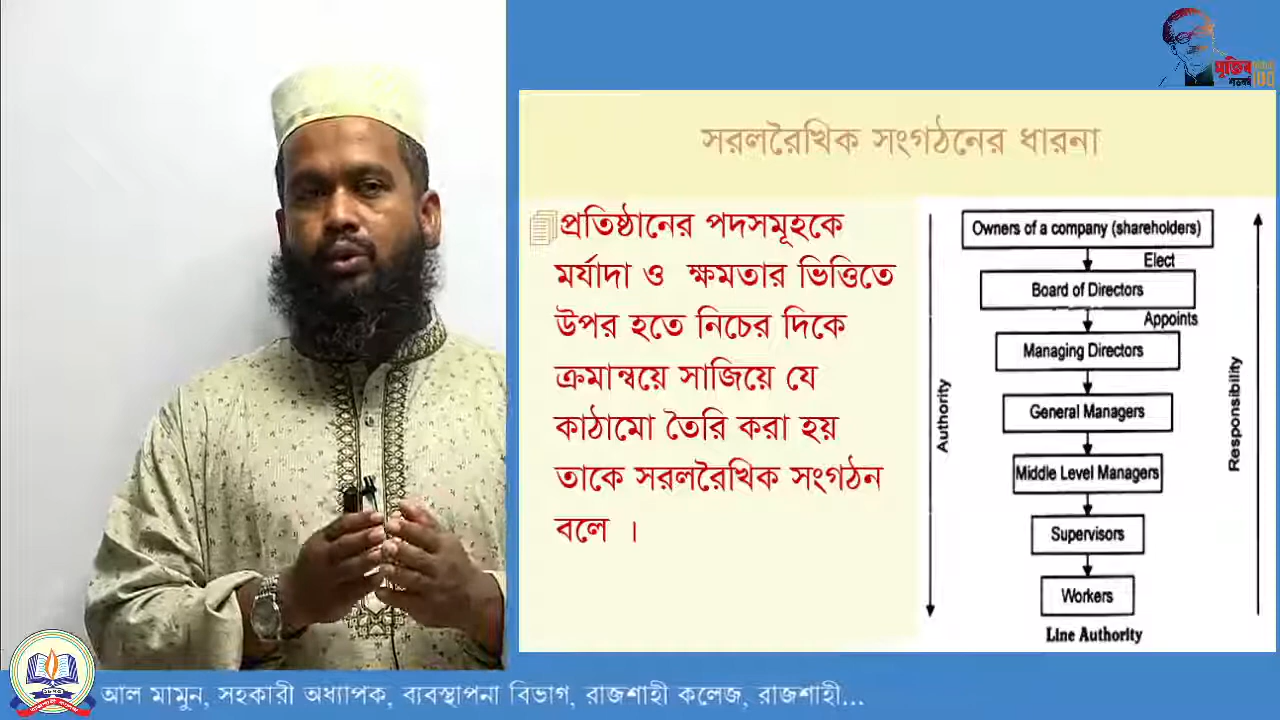 মুজিব
শতবর্ষ
100
সরলরৈখিক সংগঠনের ধারনা
প্রতিষ্ঠানের পদসমূহকে
মর্যাদা ও ক্ষমতার ভিত্তিতে
উপর হতে নিচের দিকে
ক্রমান্বয়ে সাজিয়ে যে
কাঠামো তৈরি করা হয়
তাকে সরলরৈখিক সংগঠন
বলে ।
Owners of a company (shareholders)
Elect
Board of Directors
Appoints
Managing Directors
General Managers
Middle Level Managers
Supervisors
Workers
Authority
Responsibility
Line Authority
আল মামুন, সহকারী অধ্যাপক, ব্যবস্থাপনা বিভাগ, রাজশাহী কলেজ, রাজশাহী...